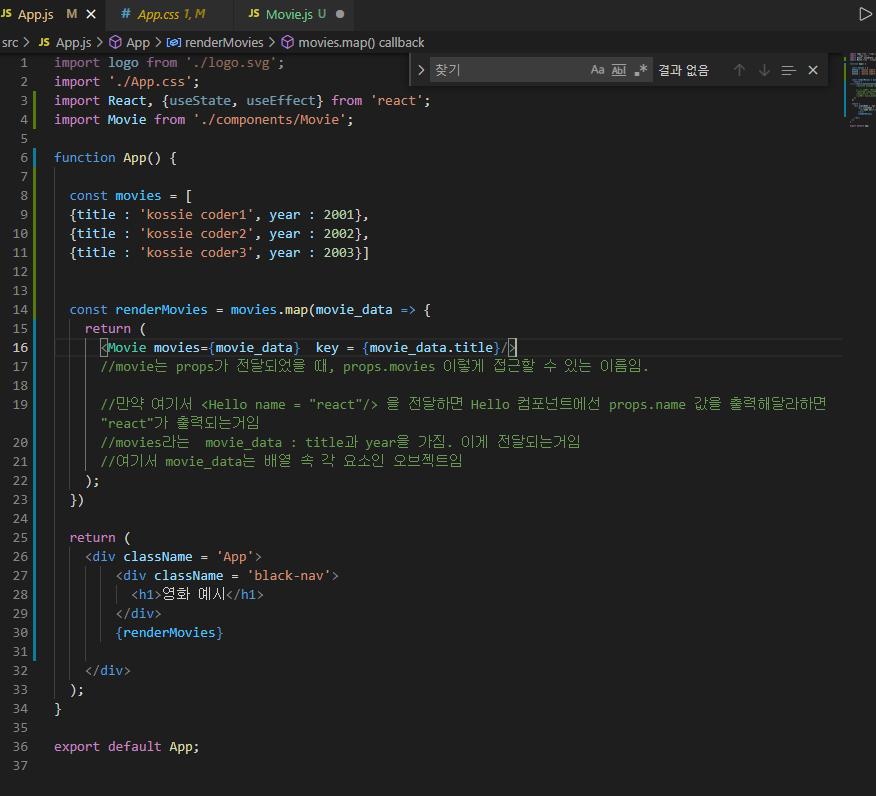 JS App.js M ×
# App.css 1, M
JS Movie.js U ●
src > JS App.js > App > renderMovies > movies.map() callback
찾기 Aa Abl .* 결과 없음
1 import logo from './logo.svg';
2 import './App.css';
3 import React, {useState, useEffect} from 'react';
4 import Movie from './components/Movie';
5
6 function App() {
7
8 const movies = [
9 {title : 'kossie coder1', year : 2001},
10 {title : 'kossie coder2', year : 2002},
11 {title : 'kossie coder3', year : 2003}]
12
13
14 const renderMovies = movies.map(movie_data => {
15 return (
16 <Movie movies={movie_data}  key = {movie_data.title}/>
17 //movie는 props가 전달되었을 때, props.movies 이렇게 접근할 수 있는 이름임.
18
19 //만약 여기서 <Hello name = "react"/> 을 전달하면 Hello 컴포넌트에선 props.name 값을 출력해달라하면
"react"가 출력되는거임
20 //movies라는  movie_data : title과 year을 가짐. 이게 전달되는거임
21 //여기서 movie_data는 배열 속 각 요소인 오브젝트임
22 );
23 })
24
25 return (
26 <div className = 'App'>
27 <div className = 'black-nav'>
28 <h1>영화 예시</h1>
29 </div>
30 {renderMovies}
31
32 </div>
33 );
34 }
35
36 export default App;
37